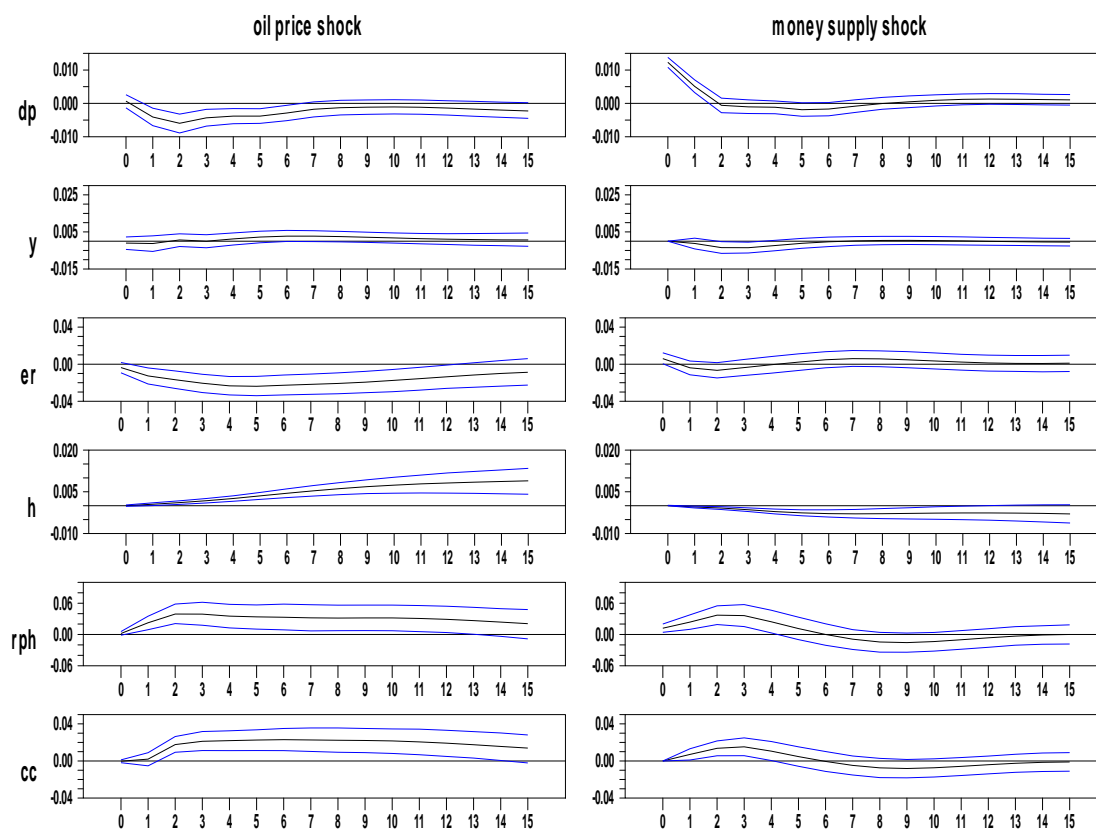 oil price shock money supply shock
0.010 0.010
dp 0.000 0.000
-0.010 -0.010
0 1 2 3 4 5 6 7 8 9 10 11 12 13 14 15 0 1 2 3 4 5 6 7 8 9 10 11 12 13 14 15
0.025 0.025
y 0.005 0.005
-0.015 -0.015
0 1 2 3 4 5 6 7 8 9 10 11 12 13 14 15 0 1 2 3 4 5 6 7 8 9 10 11 12 13 14 15
0.04 0.04
er 0.00 0.00
-0.04 -0.04
0 1 2 3 4 5 6 7 8 9 10 11 12 13 14 15 0 1 2 3 4 5 6 7 8 9 10 11 12 13 14 15
0.020 0.020
h 0.005 0.005
-0.010 -0.010
0 1 2 3 4 5 6 7 8 9 10 11 12 13 14 15 0 1 2 3 4 5 6 7 8 9 10 11 12 13 14 15
0.06 0.06
rph 0.00 0.00
-0.06 -0.06
0 1 2 3 4 5 6 7 8 9 10 11 12 13 14 15 0 1 2 3 4 5 6 7 8 9 10 11 12 13 14 15
0.04 0.04
cc 0.00 0.00
-0.04 -0.04
0 1 2 3 4 5 6 7 8 9 10 11 12 13 14 15 0 1 2 3 4 5 6 7 8 9 10 11 12 13 14 15